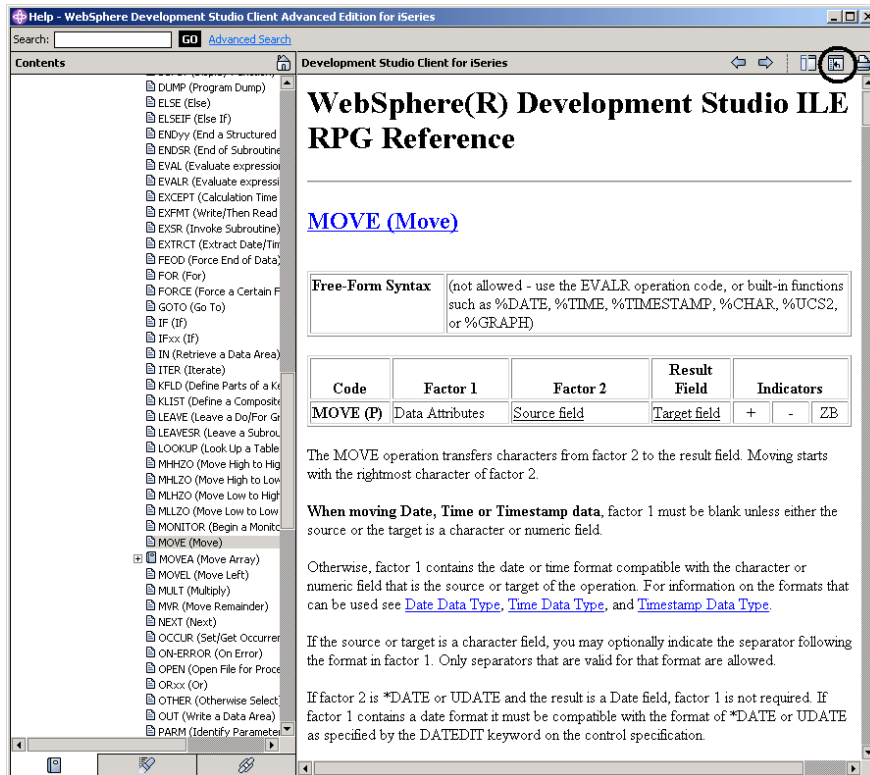 Help - WebSphere Development Studio Client Advanced Edition for iSeries
Search: GO Advanced Search
Contents
DUMP (Program Dump)
ELSE (Else)
ELSEIF (Else If)
ENDyy (End a Structured
ENDSR (End of Subroutine
EVAL (Evaluate expression
EVALR (Evaluate expressi
EXCEPT (Calculation Time
EXFMT (Write/Then Read
EXSR (Invoke Subroutine)
EXTRCT (Extract Date/Tim
FEOD (Force End of Data)
FOR (For)
FORCE (Force a Certain F
GOTO (Go To)
IF (If)
IFxx (If)
IN (Retrieve a Data Area)
ITER (Iterate)
KFLD (Define Parts of a Ke
KLIST (Define a Composite
LEAVE (Leave a Do/For Gr
LEAVESR (Leave a Subrou
LOOKUP (Look Up a Table
MHHZO (Move High to Hig
MHLZO (Move High to Low
MLHZO (Move Low to High
MLLZO (Move Low to Low
MONITOR (Begin a Monito
MOVE (Move)
MOVEA (Move Array)
MOVEL (Move Left)
MULT (Multiply)
MVR (Move Remainder)
NEXT (Next)
OCCUR (Set/Get Occurrer
ON-ERROR (On Error)
OPEN (Open File for Proce
ORxx (Or)
OTHER (Otherwise Select)
OUT (Write a Data Area)
PARM (Identify Parameter
Development Studio Client for iSeries
WebSphere(R) Development Studio ILE
RPG Reference
MOVE (Move)
Free-Form Syntax (not allowed - use the EVALR operation code, or built-in functions
such as %DATE, %TIME, %TIMESTAMP, %CHAR, %UCS2,
or %GRAPH)
Code Factor 1 Factor 2 Result Field Indicators
MOVE (P) Data Attributes Source field Target field + - ZB
The MOVE operation transfers characters from factor 2 to the result field. Moving starts
with the rightmost character of factor 2.
When moving Date, Time or Timestamp data, factor 1 must be blank unless either the
source or the target is a character or numeric field.
Otherwise, factor 1 contains the date or time format compatible with the character or
numeric field that is the source or target of the operation. For information on the formats that
can be used see Date Data Type, Time Data Type, and Timestamp Data Type.
If the source or target is a character field, you may optionally indicate the separator following
the format in factor 1. Only separators that are valid for that format are allowed.
If factor 2 is *DATE or UDATE and the result is a Date field, factor 1 is not required. If
factor 1 contains a date format it must be compatible with the format of *DATE or UDATE
as specified by the DATEDIT keyword on the control specification.